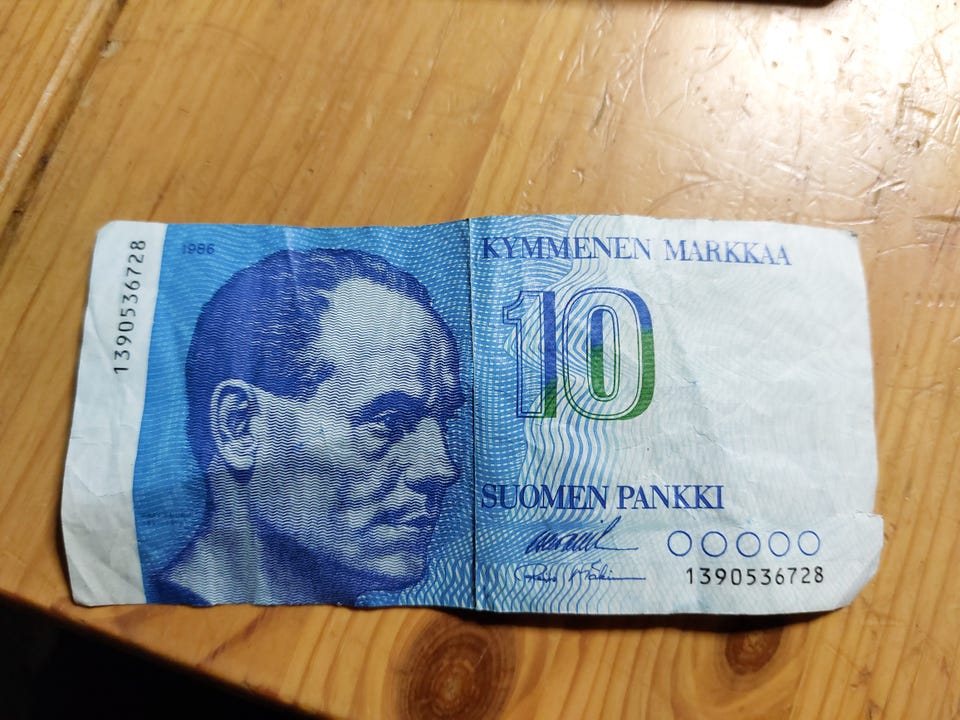 1390536728
1986
KYMMENEN MARKKAA
10
SUOMEN PANKKI
1390536728